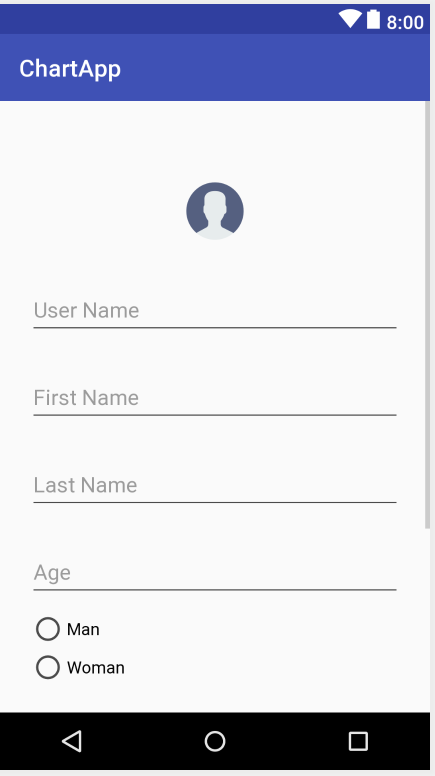 8:00
ChartApp
User Name
First Name
Last Name
Age
Man
Woman